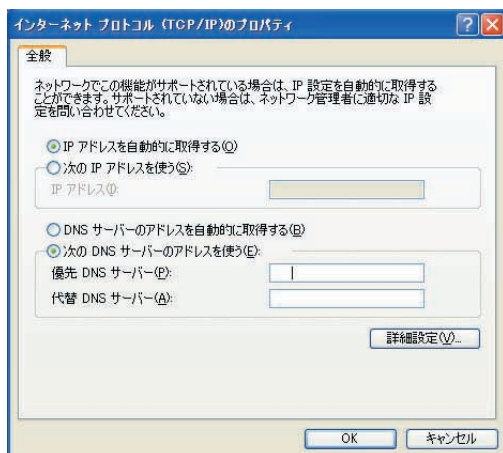 インターネット プロトコル (TCP/IP)のプロパティ
全般
ネットワークでこの機能がサポートされている場合は、IP 設定を自動的に取得する
ことができます。サポートされていない場合は、ネットワーク管理者に適切な IP 設
定を問い合わせてください。
IP アドレスを自動的に取得する(O)
次の IP アドレスを使う(S):
IP アドレス(I):
DNS サーバーのアドレスを自動的に取得する(B)
次の DNS サーバーのアドレスを使う(E):
優先 DNS サーバー(P):
代替 DNS サーバー(A):
詳細設定(V)...
OK
キャンセル